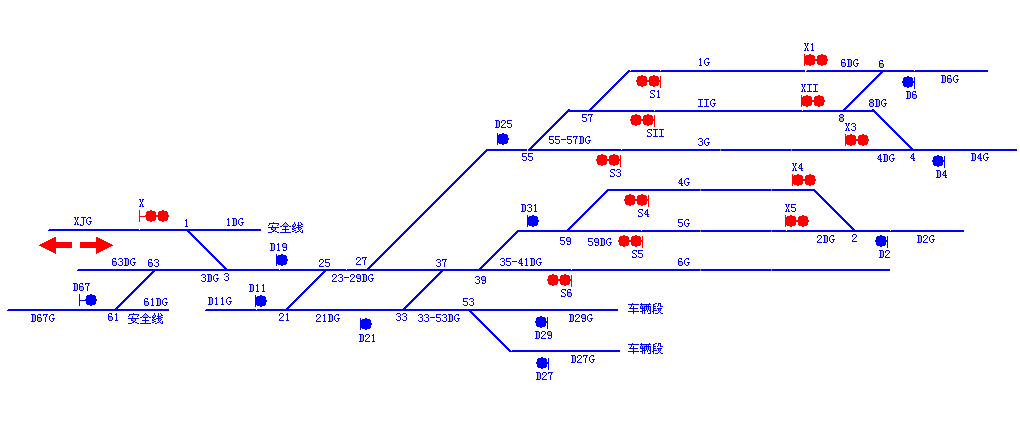 X1
1G
6DG
6
D6G
S1
D6
XII
57
IIG
8
8DG
D25
SII
X3
55-57DG
3G
55
4DG
4
D4G
S3
X4
D4
4G
X
D31
S4
X5
XJG
1
1DG
安全线
5G
59
59DG
2DG
2
D2G
D19
S5
D2
63DG
63
25
27
37
35-41DG
6G
3DG
3
23-29DG
39
D67
D11
S6
61DG
D11G
53
车辆段
D67G
61
安全线
21
21DG
33
33-53DG
D29G
D21
D29
车辆段
D27G
D27